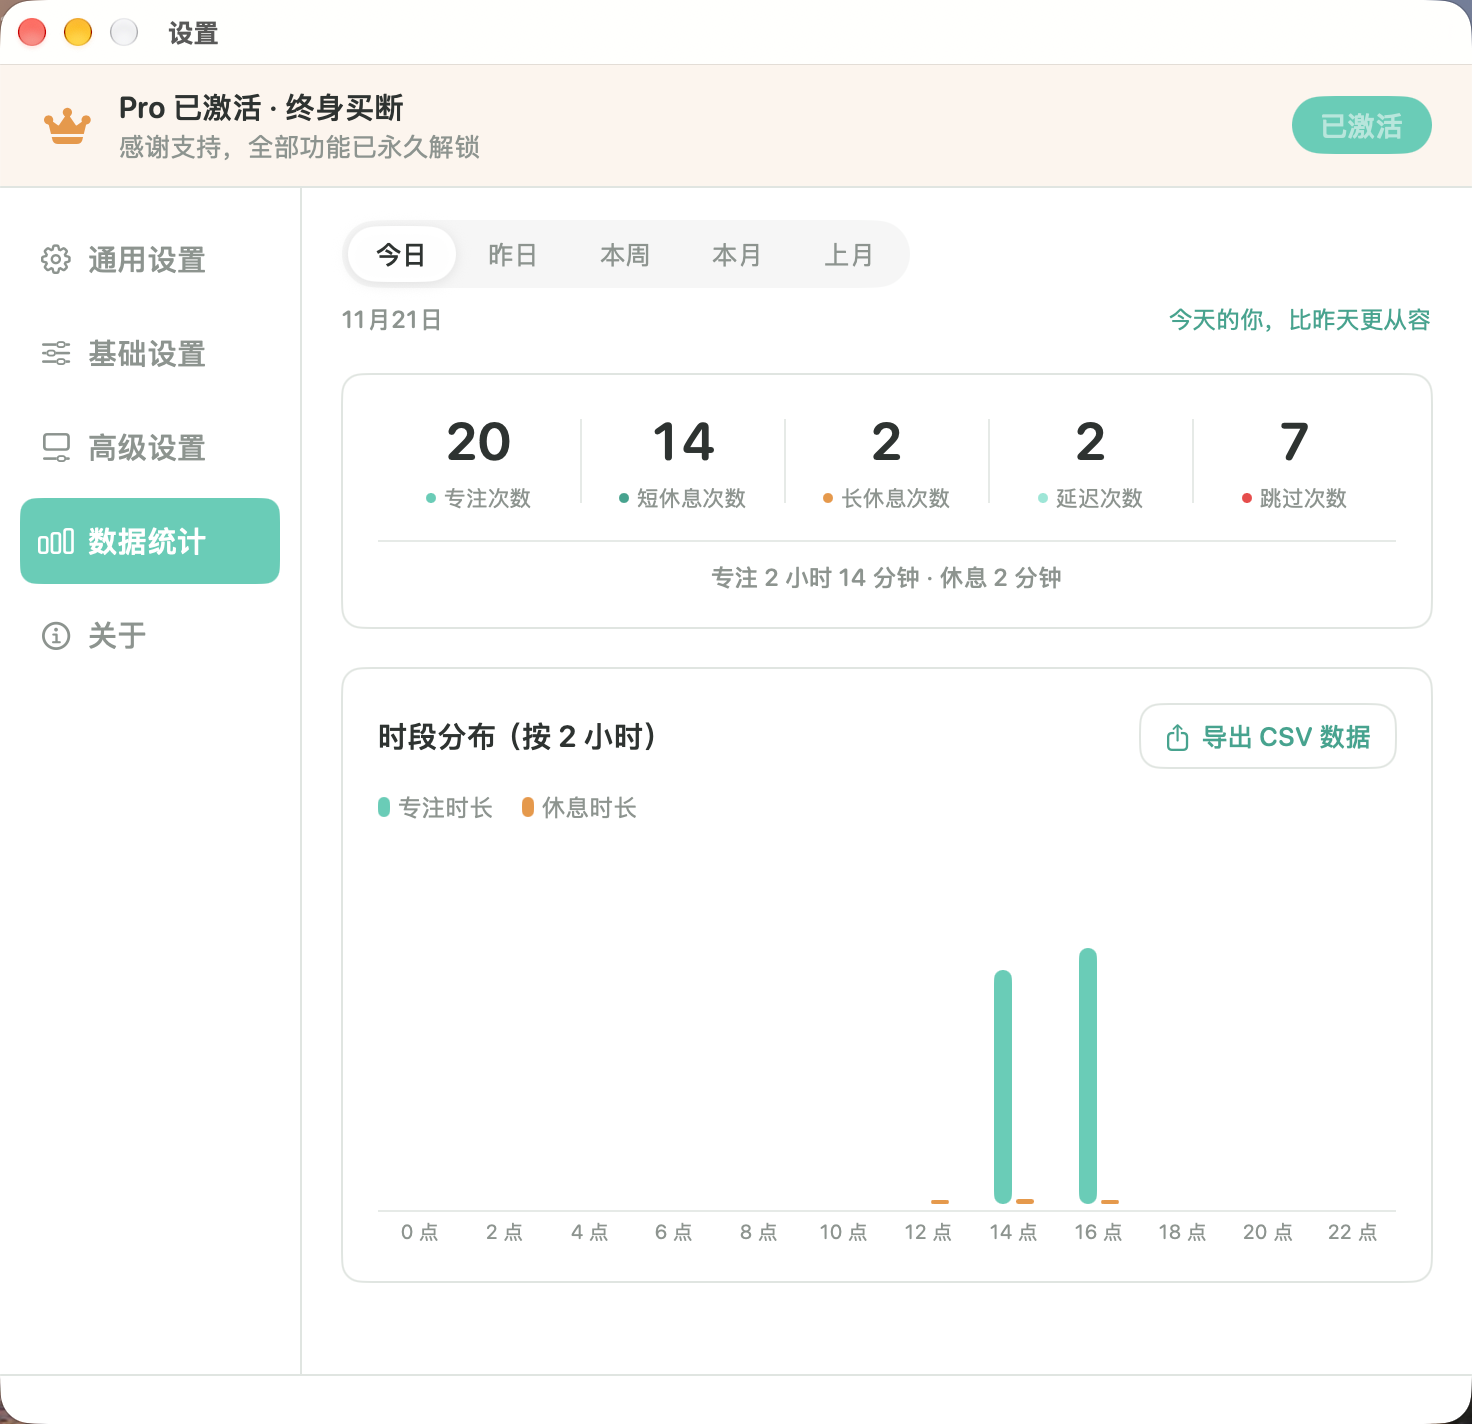 设置
Pro 已激活 · 终身买断
感谢支持，全部功能已永久解锁
已激活
通用设置
基础设置
高级设置
数据统计
关于
今日 昨日 本周 本月 上月
11月21日
今天的你，比昨天更从容
20 14 2 2 7
专注次数 短休息次数 长休息次数 延迟次数 跳过次数
专注 2 小时 14 分钟 · 休息 2 分钟
时段分布（按 2 小时）
导出 CSV 数据
专注时长 休息时长
0 点 2 点 4 点 6 点 8 点 10 点 12 点 14 点 16 点 18 点 20 点 22 点